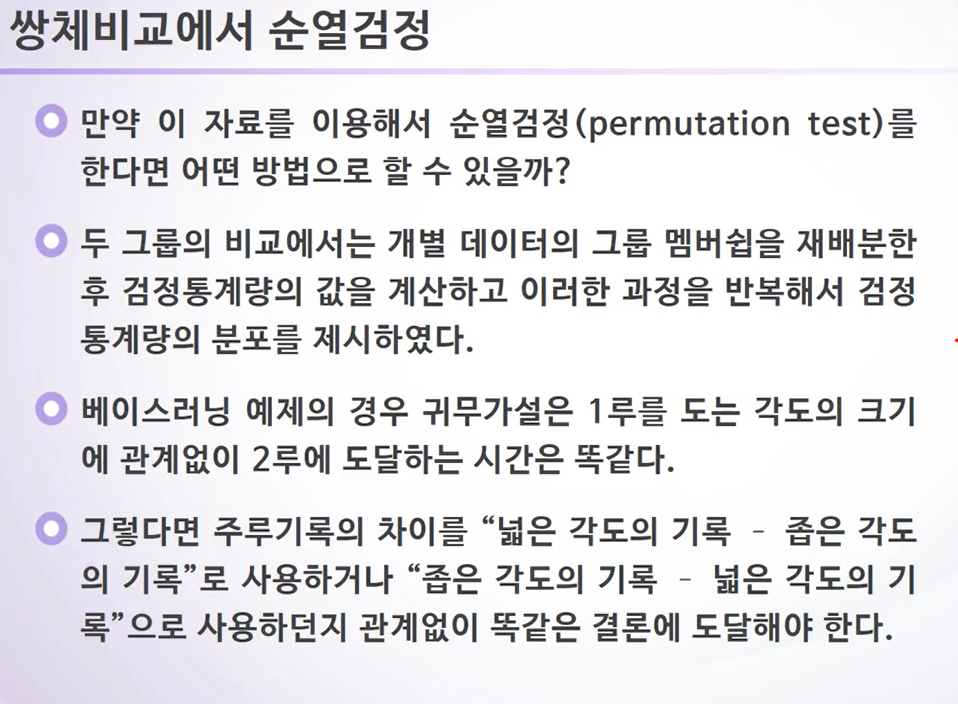 쌍체비교에서 순열검정
만약 이 자료를 이용해서 순열검정(permutation test)를
한다면 어떤 방법으로 할 수 있을까?
두 그룹의 비교에서는 개별 데이터의 그룹 멤버쉽을 재배분한
후 검정통계량의 값을 계산하고 이러한 과정을 반복해서 검정
통계량의 분포를 제시하였다.
베이스러닝 예제의 경우 귀무가설은 1루를 도는 각도의 크기
에 관계없이 2루에 도달하는 시간은 똑같다.
그렇다면 주루기록의 차이를 “넓은 각도의 기록 - 좁은 각도
의 기록”로 사용하거나 “좁은 각도의 기록 - 넓은 각도의 기
록”으로 사용하던지 관계없이 똑같은 결론에 도달해야 한다.